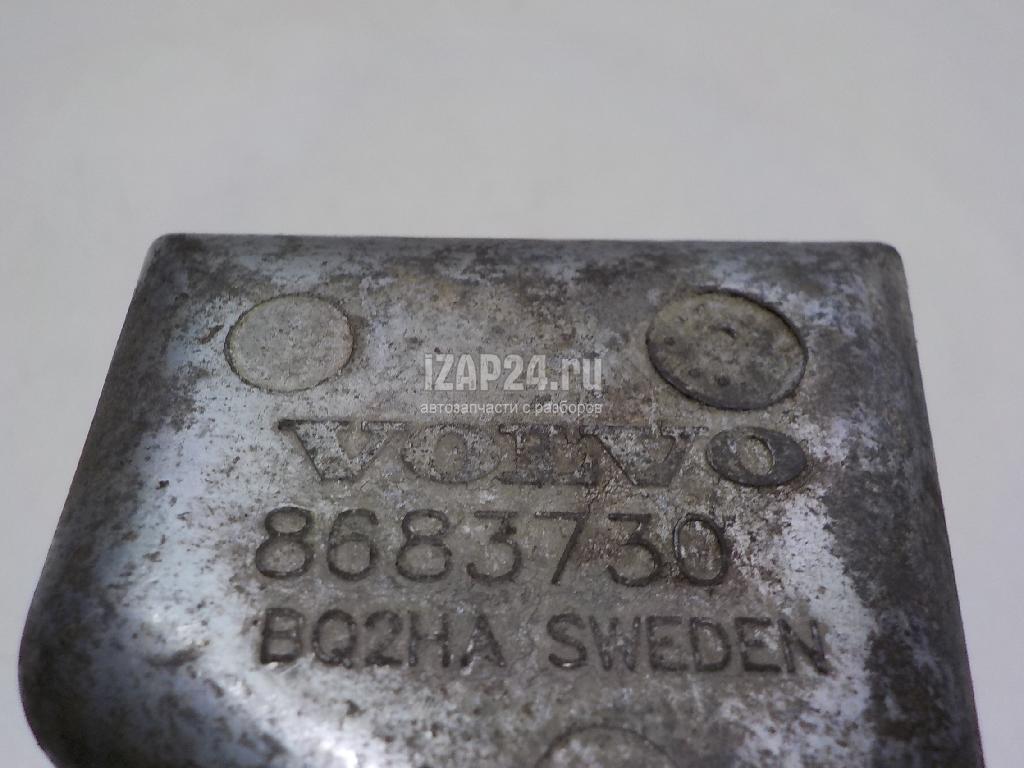 iZAP24.ru
автозапчасти с разборов
VOLVO
8683730
BQ2HA SWEDEN